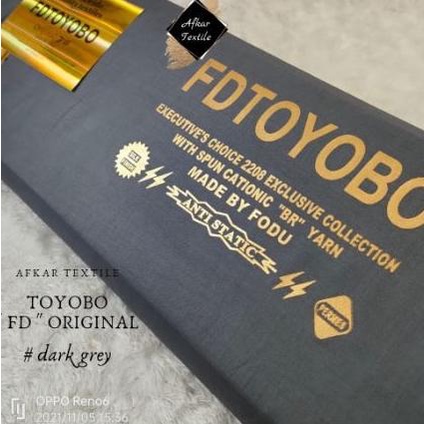 FDTOYOBO
Afkar
Textile
FDTOYOBO
EXECUTIVE'S CHOICE 2208 EXCLUSIVE COLLECTION
WITH SPUN CATIONIC "BR" YARN
MADE BY FODU
ANTI STATIC
AFKAR TEXTILE
TOYOBO
FD" ORIGINAL
# dark grey
OPPO Reno6
2021/11/05 15:56